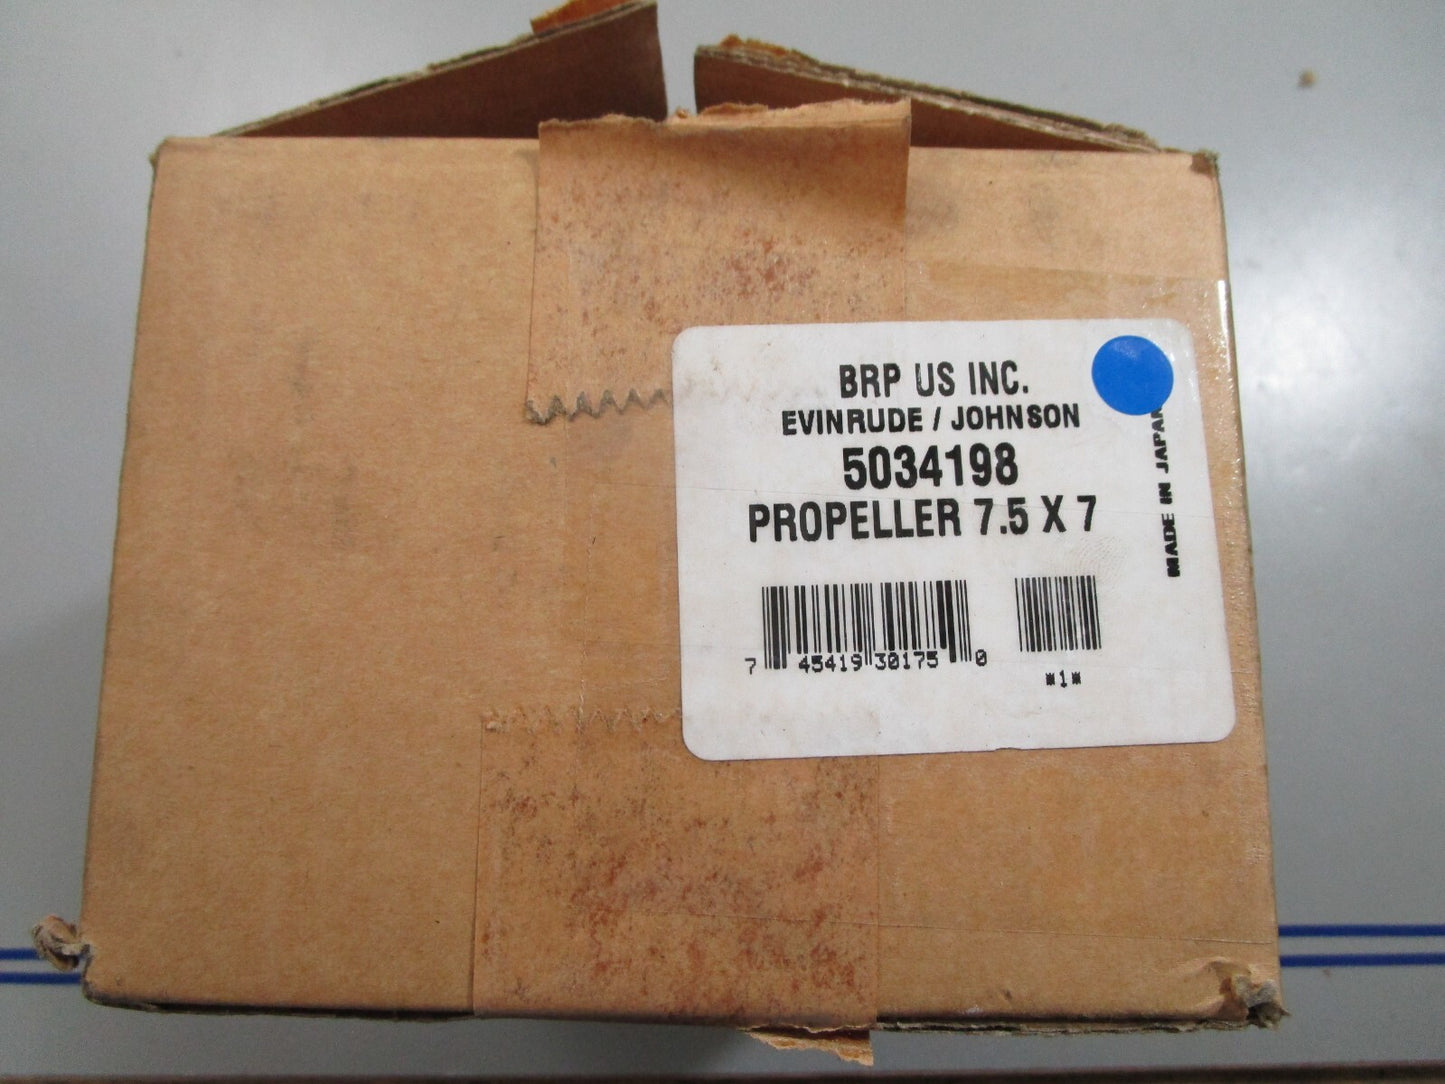 BRP US INC.
EVINRUDE / JOHNSON
5034198
PROPELLER 7.5 X 7
MADE IN JAPAN
7 45419 30175 0
*1*